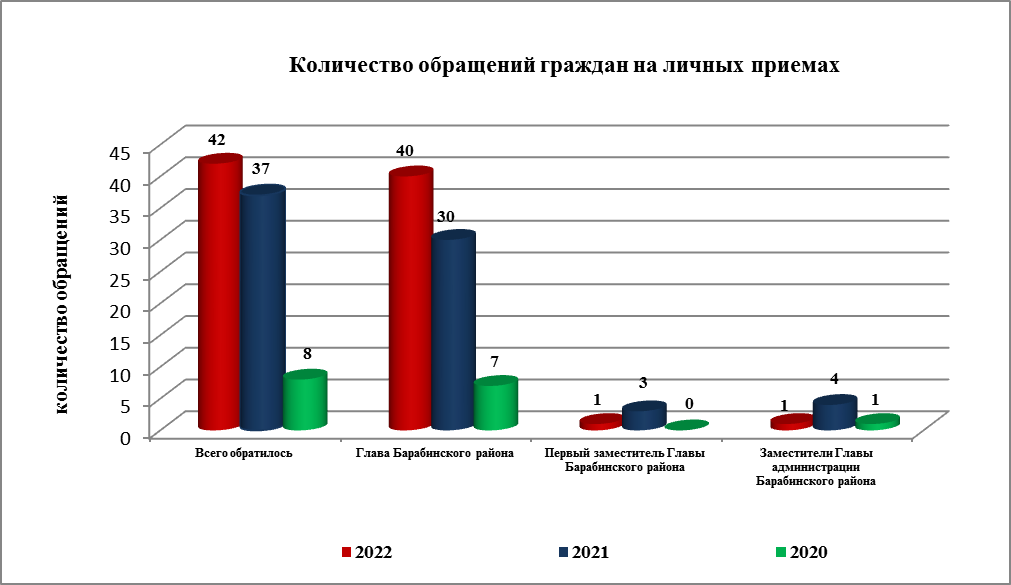 Количество обращений граждан на личных приемах
количество обращений
45
40
35
30
25
20
15
10
5
0
42
37
8
40
30
7
1
3
0
1
4
1
Всего обратилось
Глава Барабинского района
Первый заместитель Главы
Барабинского района
Заместители Главы
администрации
Барабинского района
2022
2021
2020